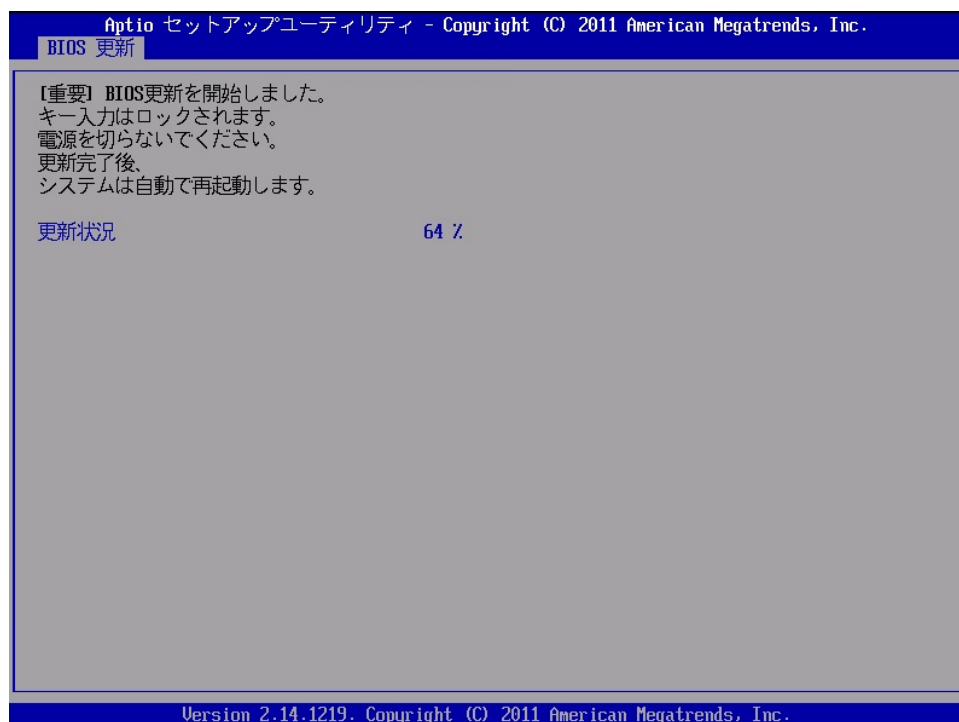 Aptio セットアップユーティリティ - Copyright (C) 2011 American Megatrends, Inc.
BIOS 更新
[重要] BIOS更新を開始しました。
キー入力はロックされます。
電源を切らないでください。
更新完了後、
システムは自動で再起動します。
更新状況 64 %
Version 2.14.1219. Copyright (C) 2011 American Megatrends, Inc.